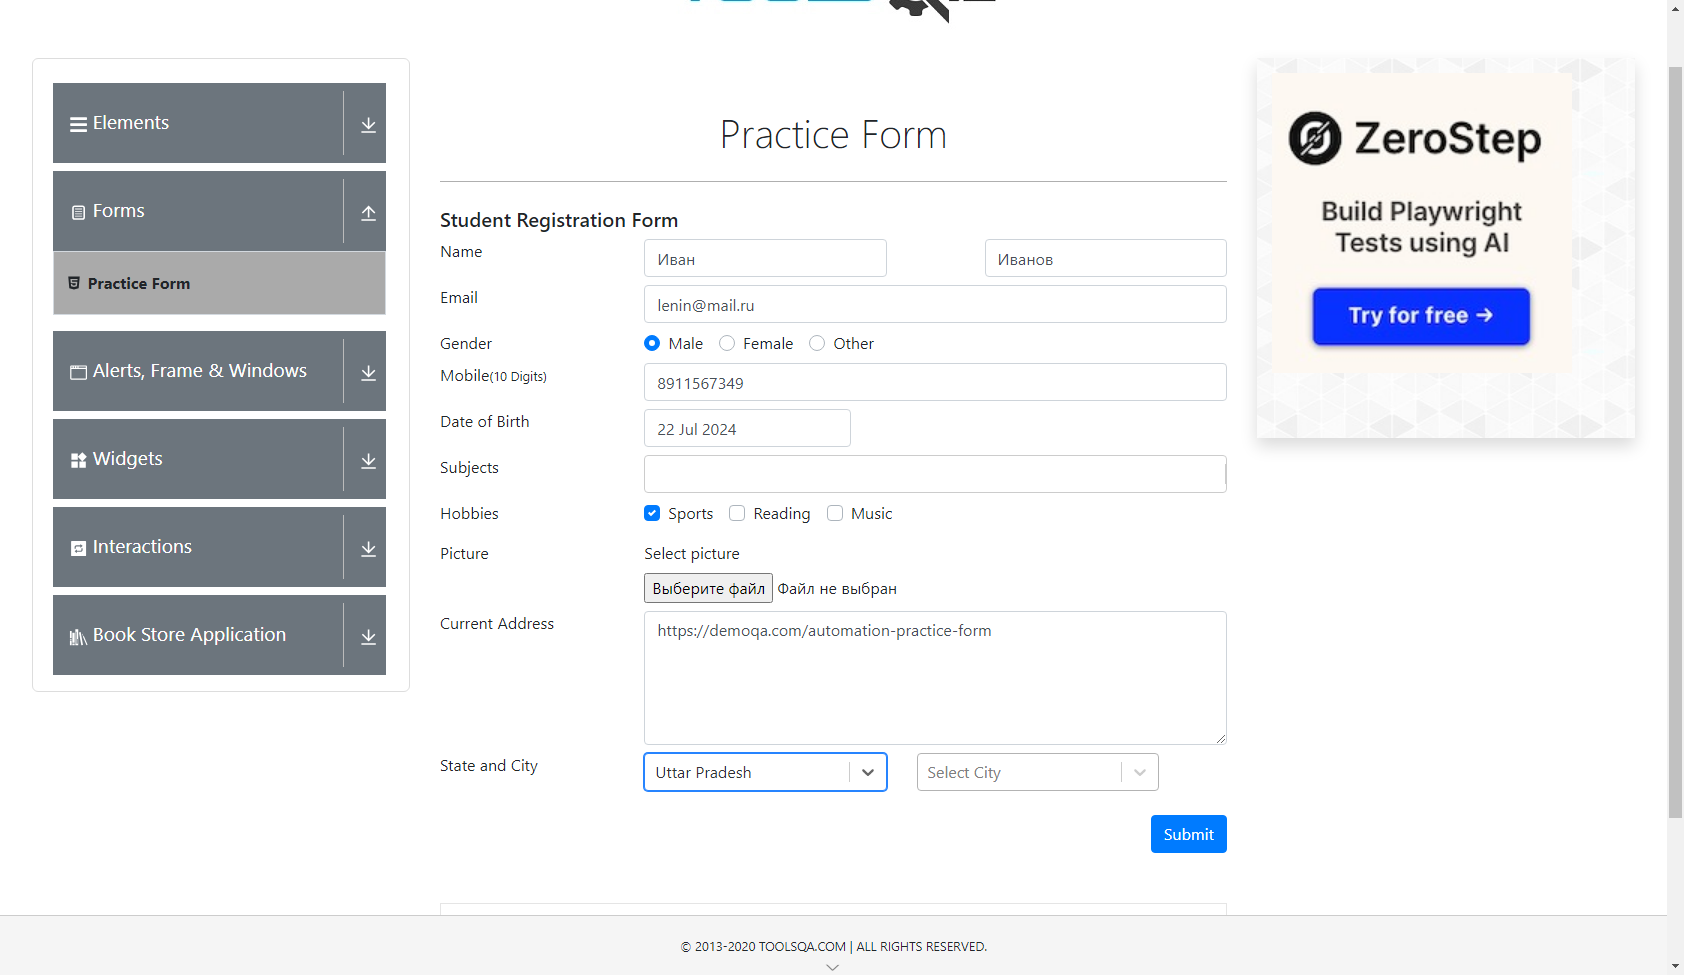 Elements
Forms
Practice Form
Alerts, Frame & Windows
Widgets
Interactions
Book Store Application
Practice Form
Student Registration Form
Name
Иван
Иванов
Email
lenin@mail.ru
Gender
Male
Female
Other
Mobile(10 Digits)
8911567349
Date of Birth
22 Jul 2024
Subjects
Hobbies
Sports
Reading
Music
Picture
Select picture
Выберите файл
Файл не выбран
Current Address
https://demoqa.com/automation-practice-form
State and City
Uttar Pradesh
Select City
Submit
ZeroStep
Build Playwright
Tests using AI
Try for free →
© 2013-2020 TOOLSQA.COM | ALL RIGHTS RESERVED.